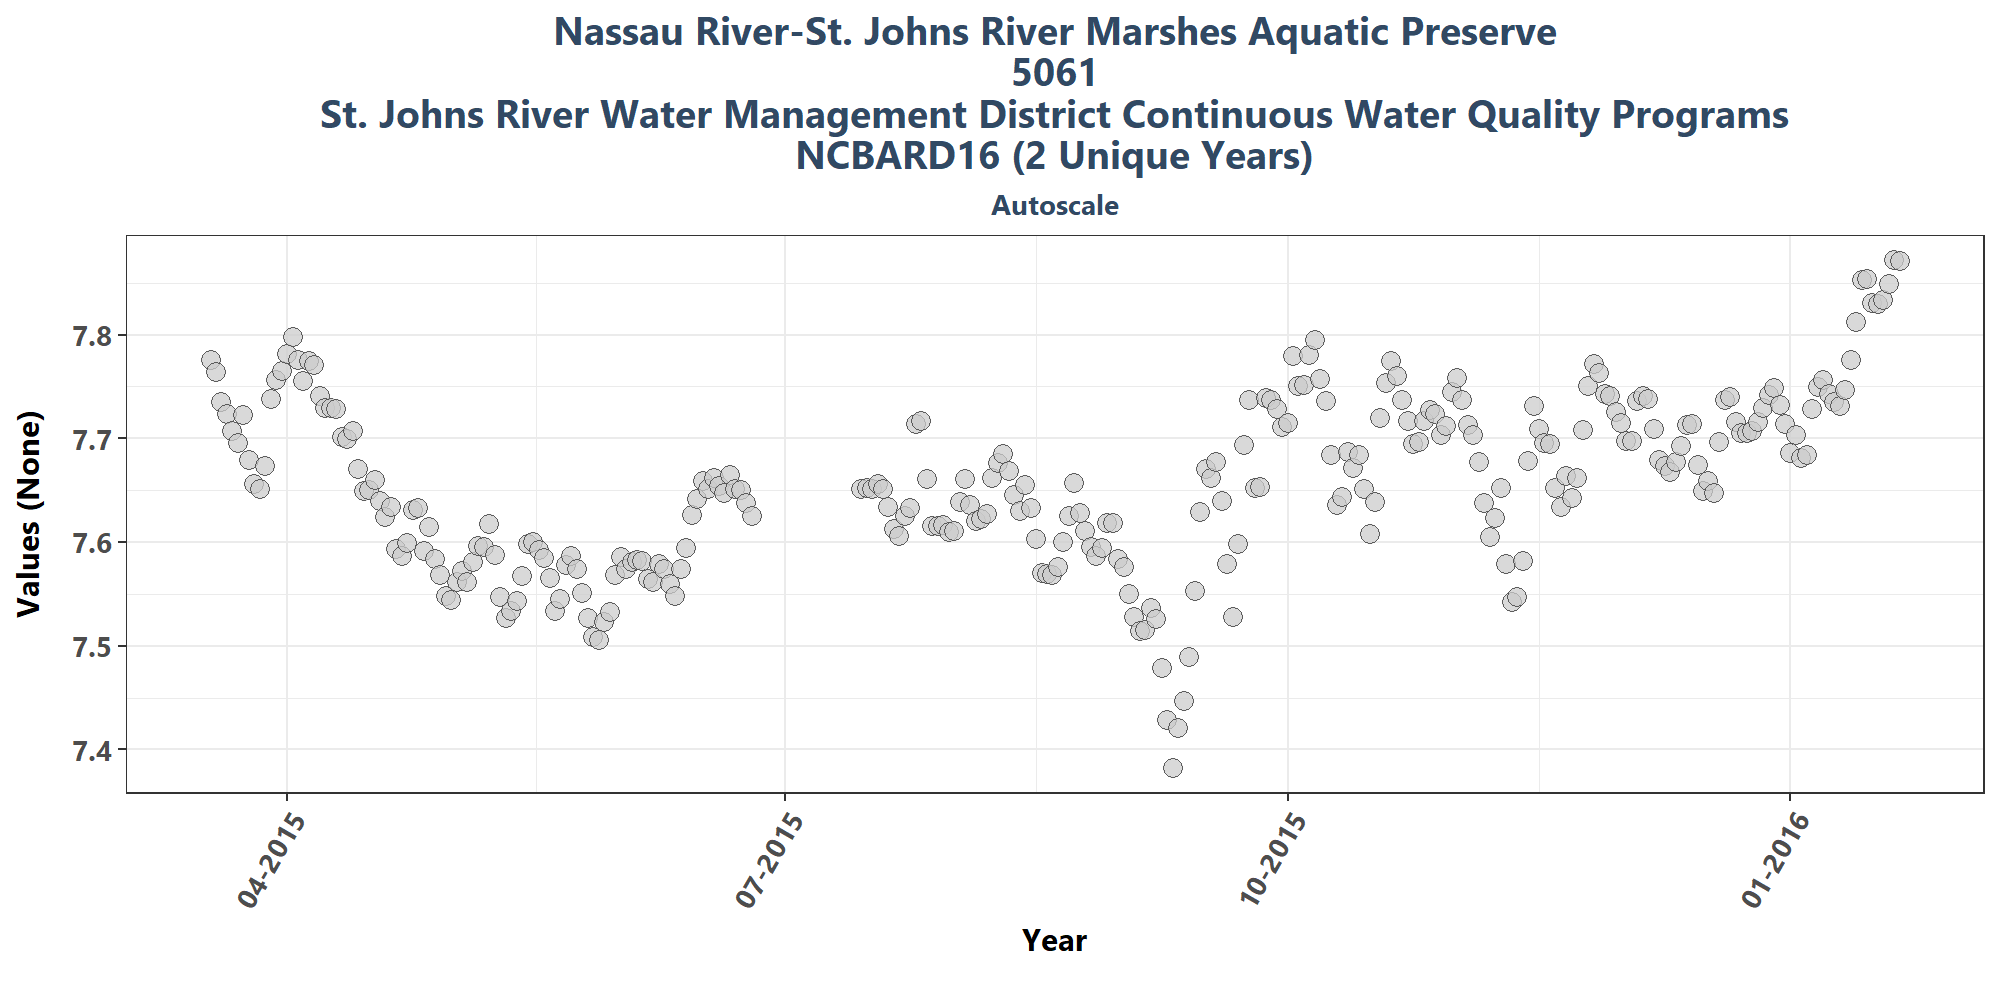 Nassau River-St. Johns River Marshes Aquatic Preserve
5061
St. Johns River Water Management District Continuous Water Quality Programs
NCBARD16 (2 Unique Years)
Autoscale
Values (None)
7.8
7.7
7.6
7.5
7.4
04-2015
07-2015
10-2015
01-2016
Year